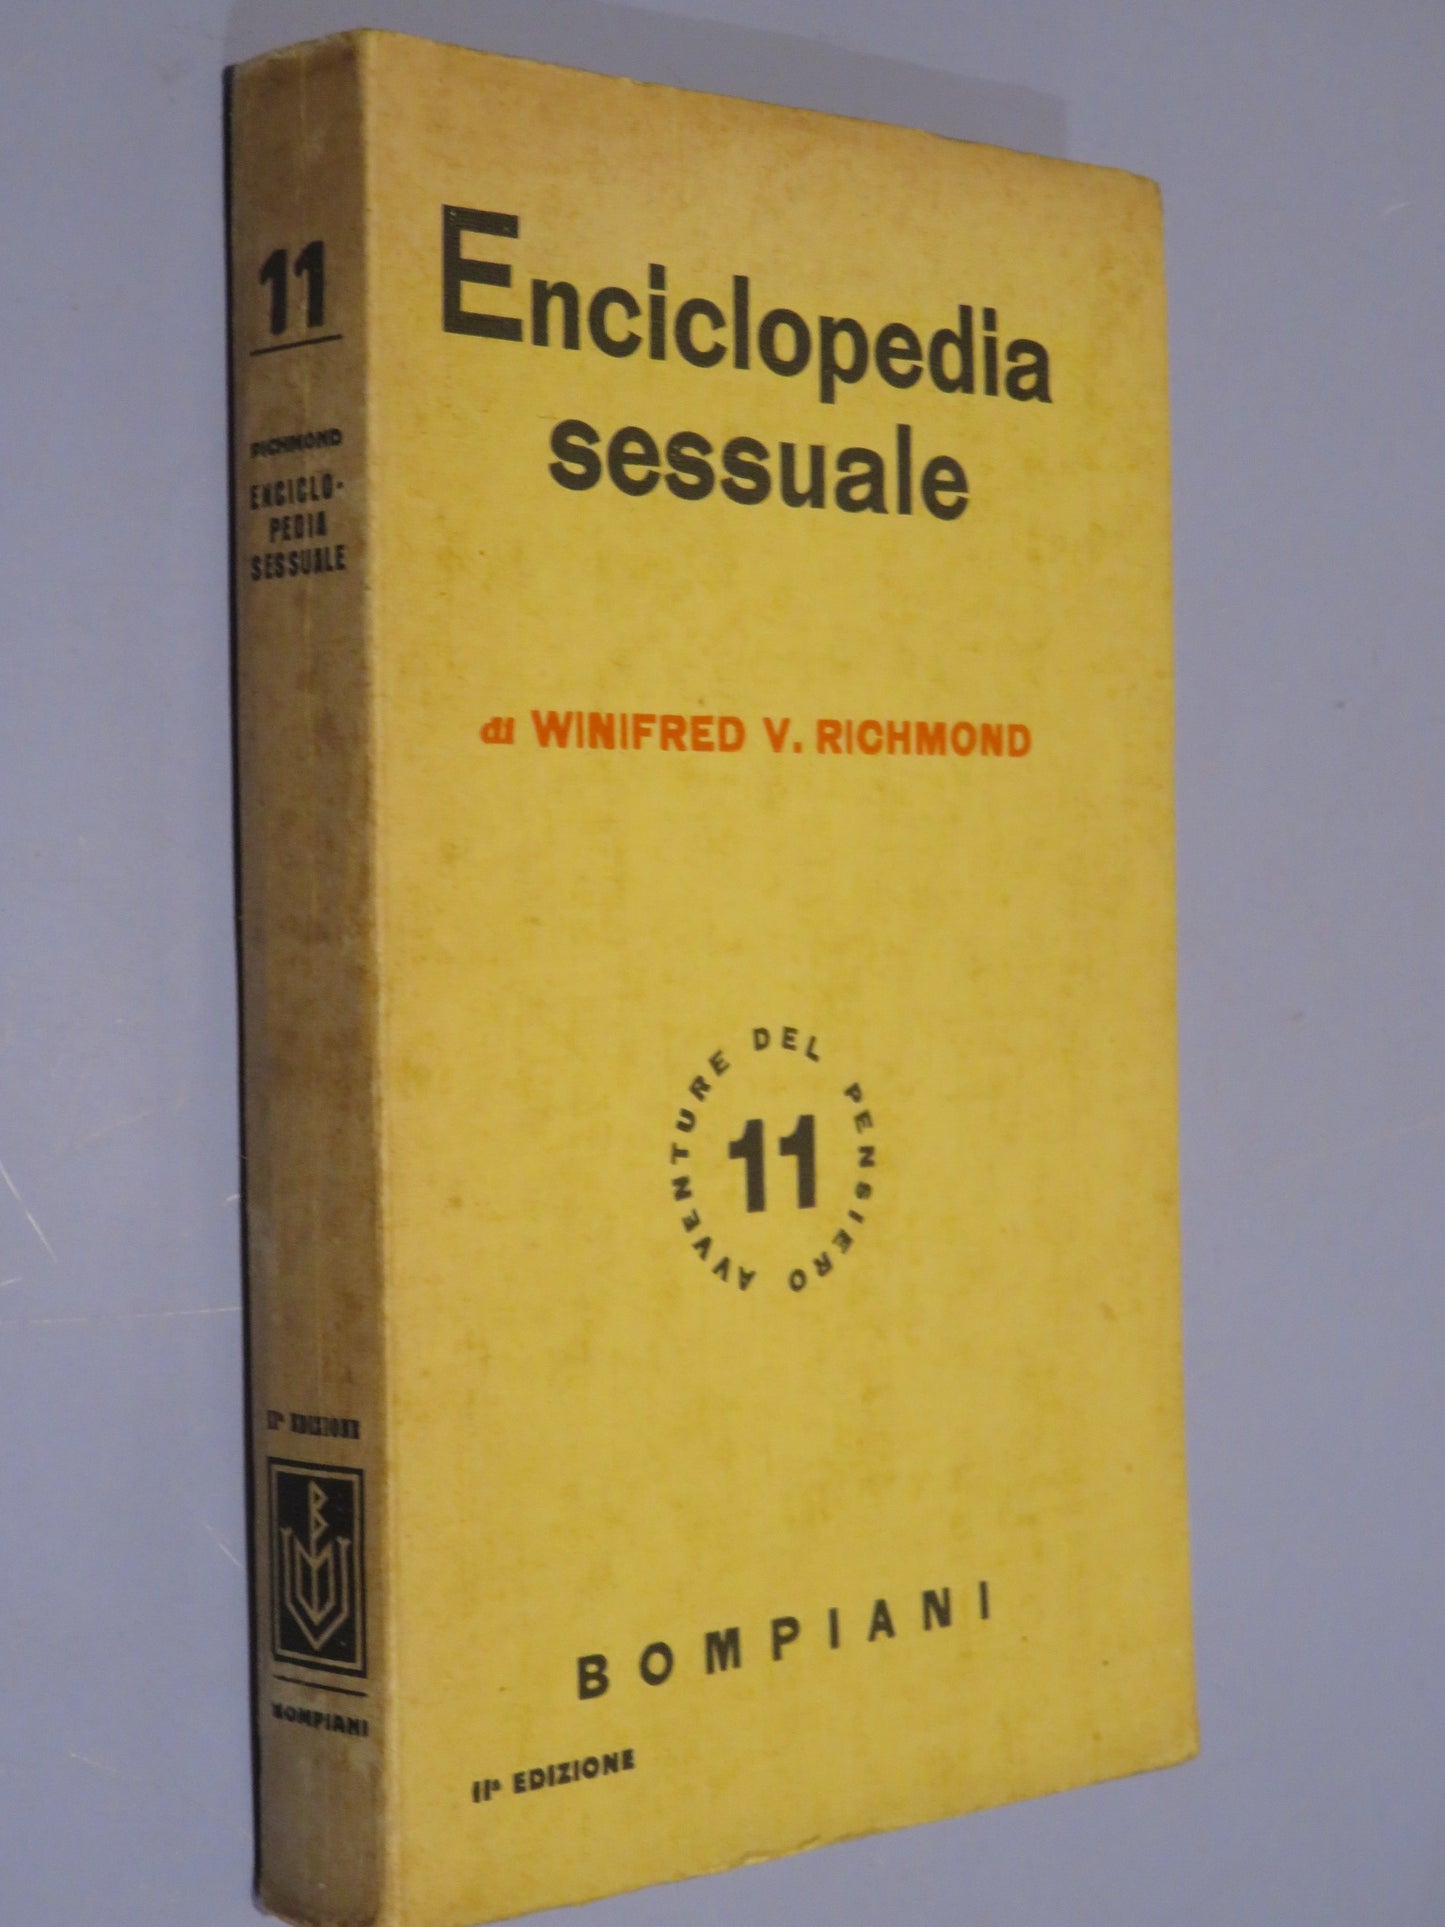 11
RICHMOND
ENCICLO-
PEDIA
SESSUALE
IIª EDIZIONE
B
BOMPIANI
Enciclopedia
sessuale
di WINIFRED V. RICHMOND
AVVENTURE DEL PENSIERO
11
BOMPIANI
IIª EDIZIONE